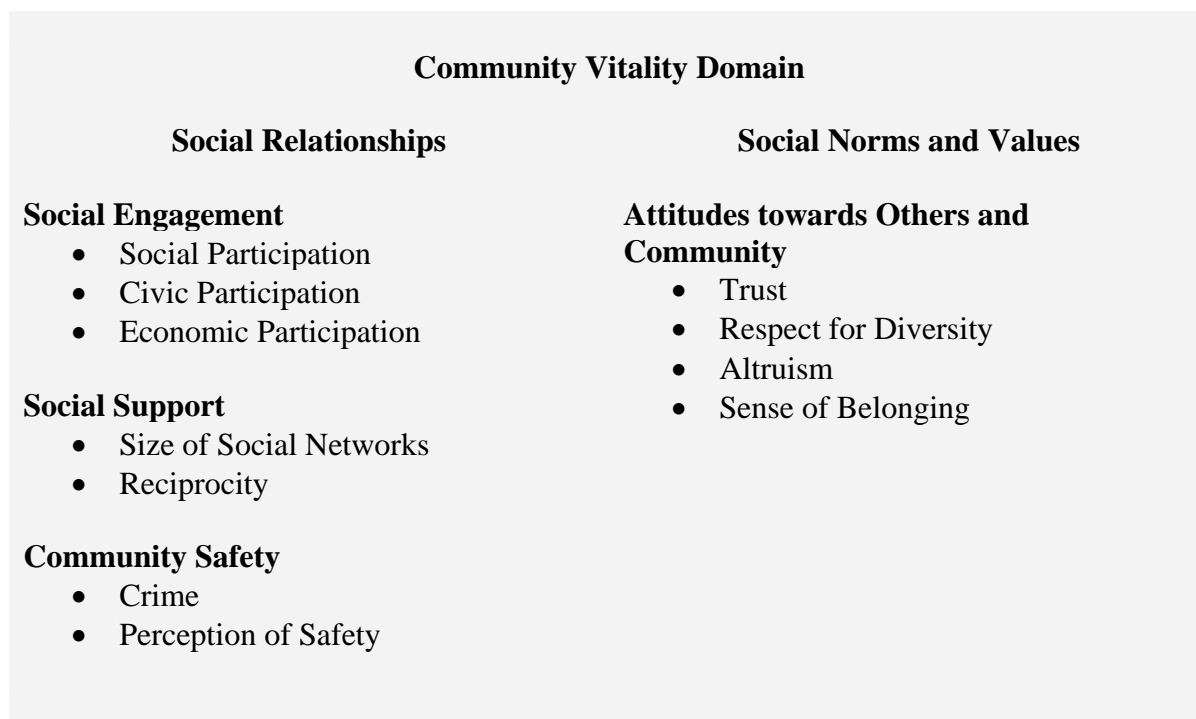 Community Vitality Domain
Social Relationships
Social Engagement
• Social Participation
• Civic Participation
• Economic Participation
Social Support
• Size of Social Networks
• Reciprocity
Community Safety
• Crime
• Perception of Safety
Social Norms and Values
Attitudes towards Others and
Community
• Trust
• Respect for Diversity
• Altruism
• Sense of Belonging